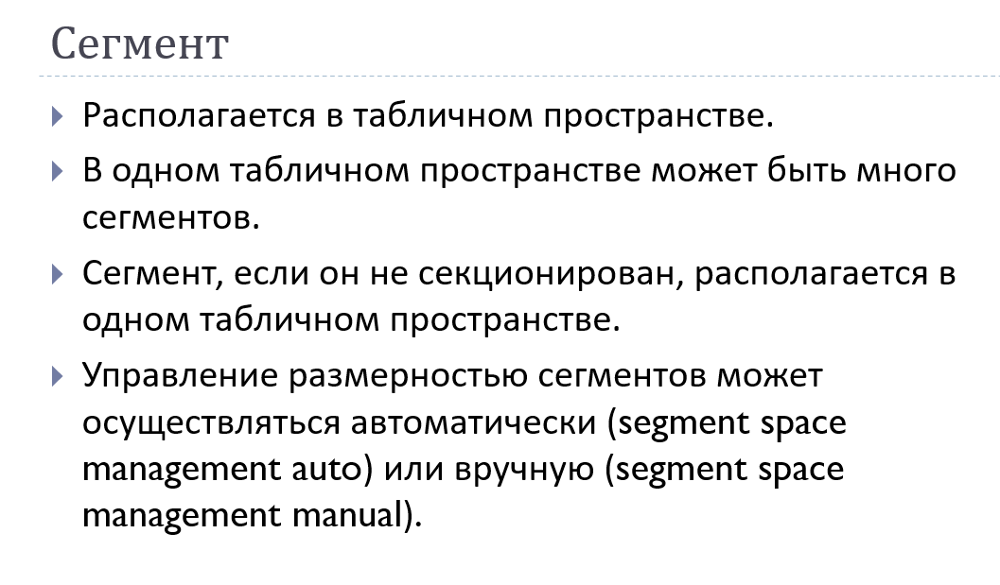 Сегмент
Располагается в табличном пространстве.
В одном табличном пространстве может быть много
сегментов.
Сегмент, если он не секционирован, располагается в
одном табличном пространстве.
Управление размерностью сегментов может
осуществляться автоматически (segment space
management auto) или вручную (segment space
management manual).